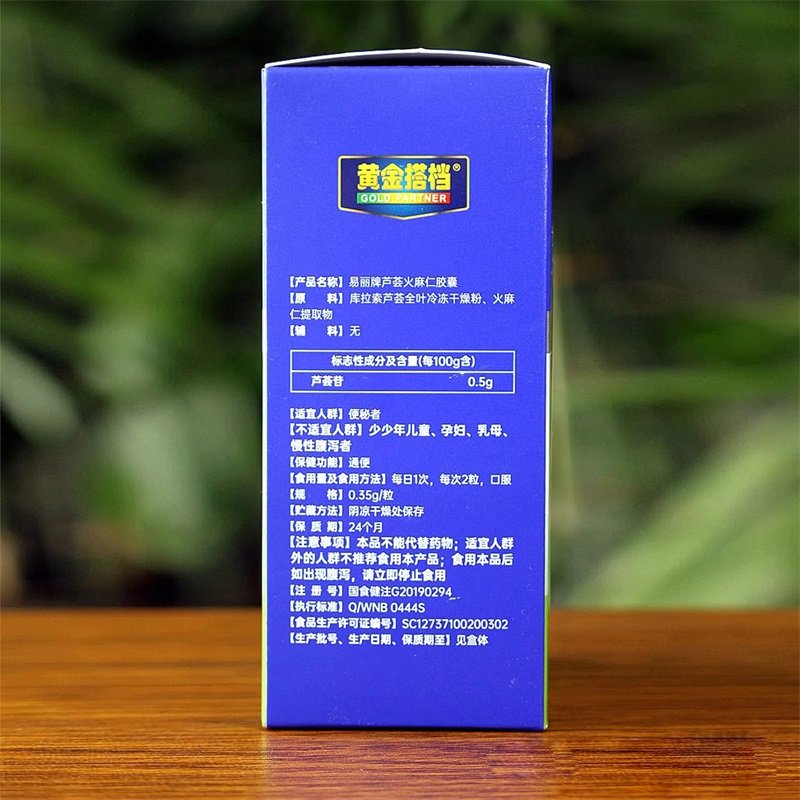 黄金搭档®
GOLD PARTNER
【产品名称】易丽牌芦荟火麻仁胶囊
【原　　料】库拉索芦荟全叶冷冻干燥粉、火麻
仁提取物
【辅　　料】无
标志性成分及含量(每100g含)
芦荟苷　0.5g
【适宜人群】便秘者
【不适宜人群】少少年儿童、孕妇、乳母、
慢性腹泻者
【保健功能】通便
【食用量及食用方法】每日1次，每次2粒，口服
【规　　格】0.35g/粒
【贮藏方法】阴凉干燥处保存
【保 质 期】24个月
【注意事项】本品不能代替药物；适宜人群
外的人群不推荐食用本产品；食用本品后
如出现腹泻，请立即停止食用
【注 册 号】国食健注G20190294
【执行标准】Q/WNB 0444S
【食品生产许可证编号】SC12737100200302
【生产批号、生产日期、保质期至】见盒体